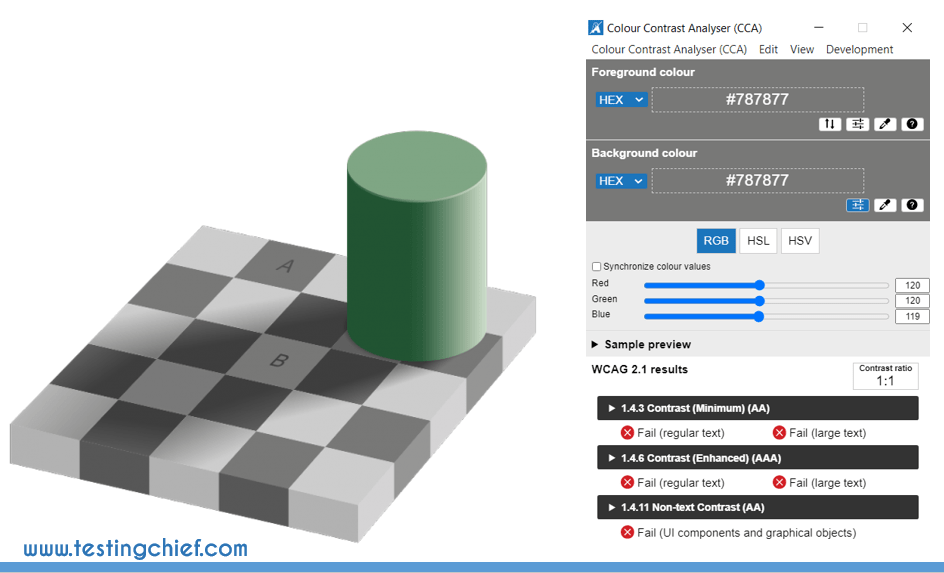 Colour Contrast Analyser (CCA)
Colour Contrast Analyser (CCA) Edit View Development
Foreground colour
HEX #787877
Background colour
HEX #787877
RGB HSL HSV
Synchronize colour values
Red 120
Green 120
Blue 119
Sample preview
WCAG 2.1 results
Contrast ratio
1:1
1.4.3 Contrast (Minimum) (AA)
Fail (regular text) Fail (large text)
1.4.6 Contrast (Enhanced) (AAA)
Fail (regular text) Fail (large text)
1.4.11 Non-text Contrast (AA)
Fail (UI components and graphical objects)
A
B
www.testingchief.com